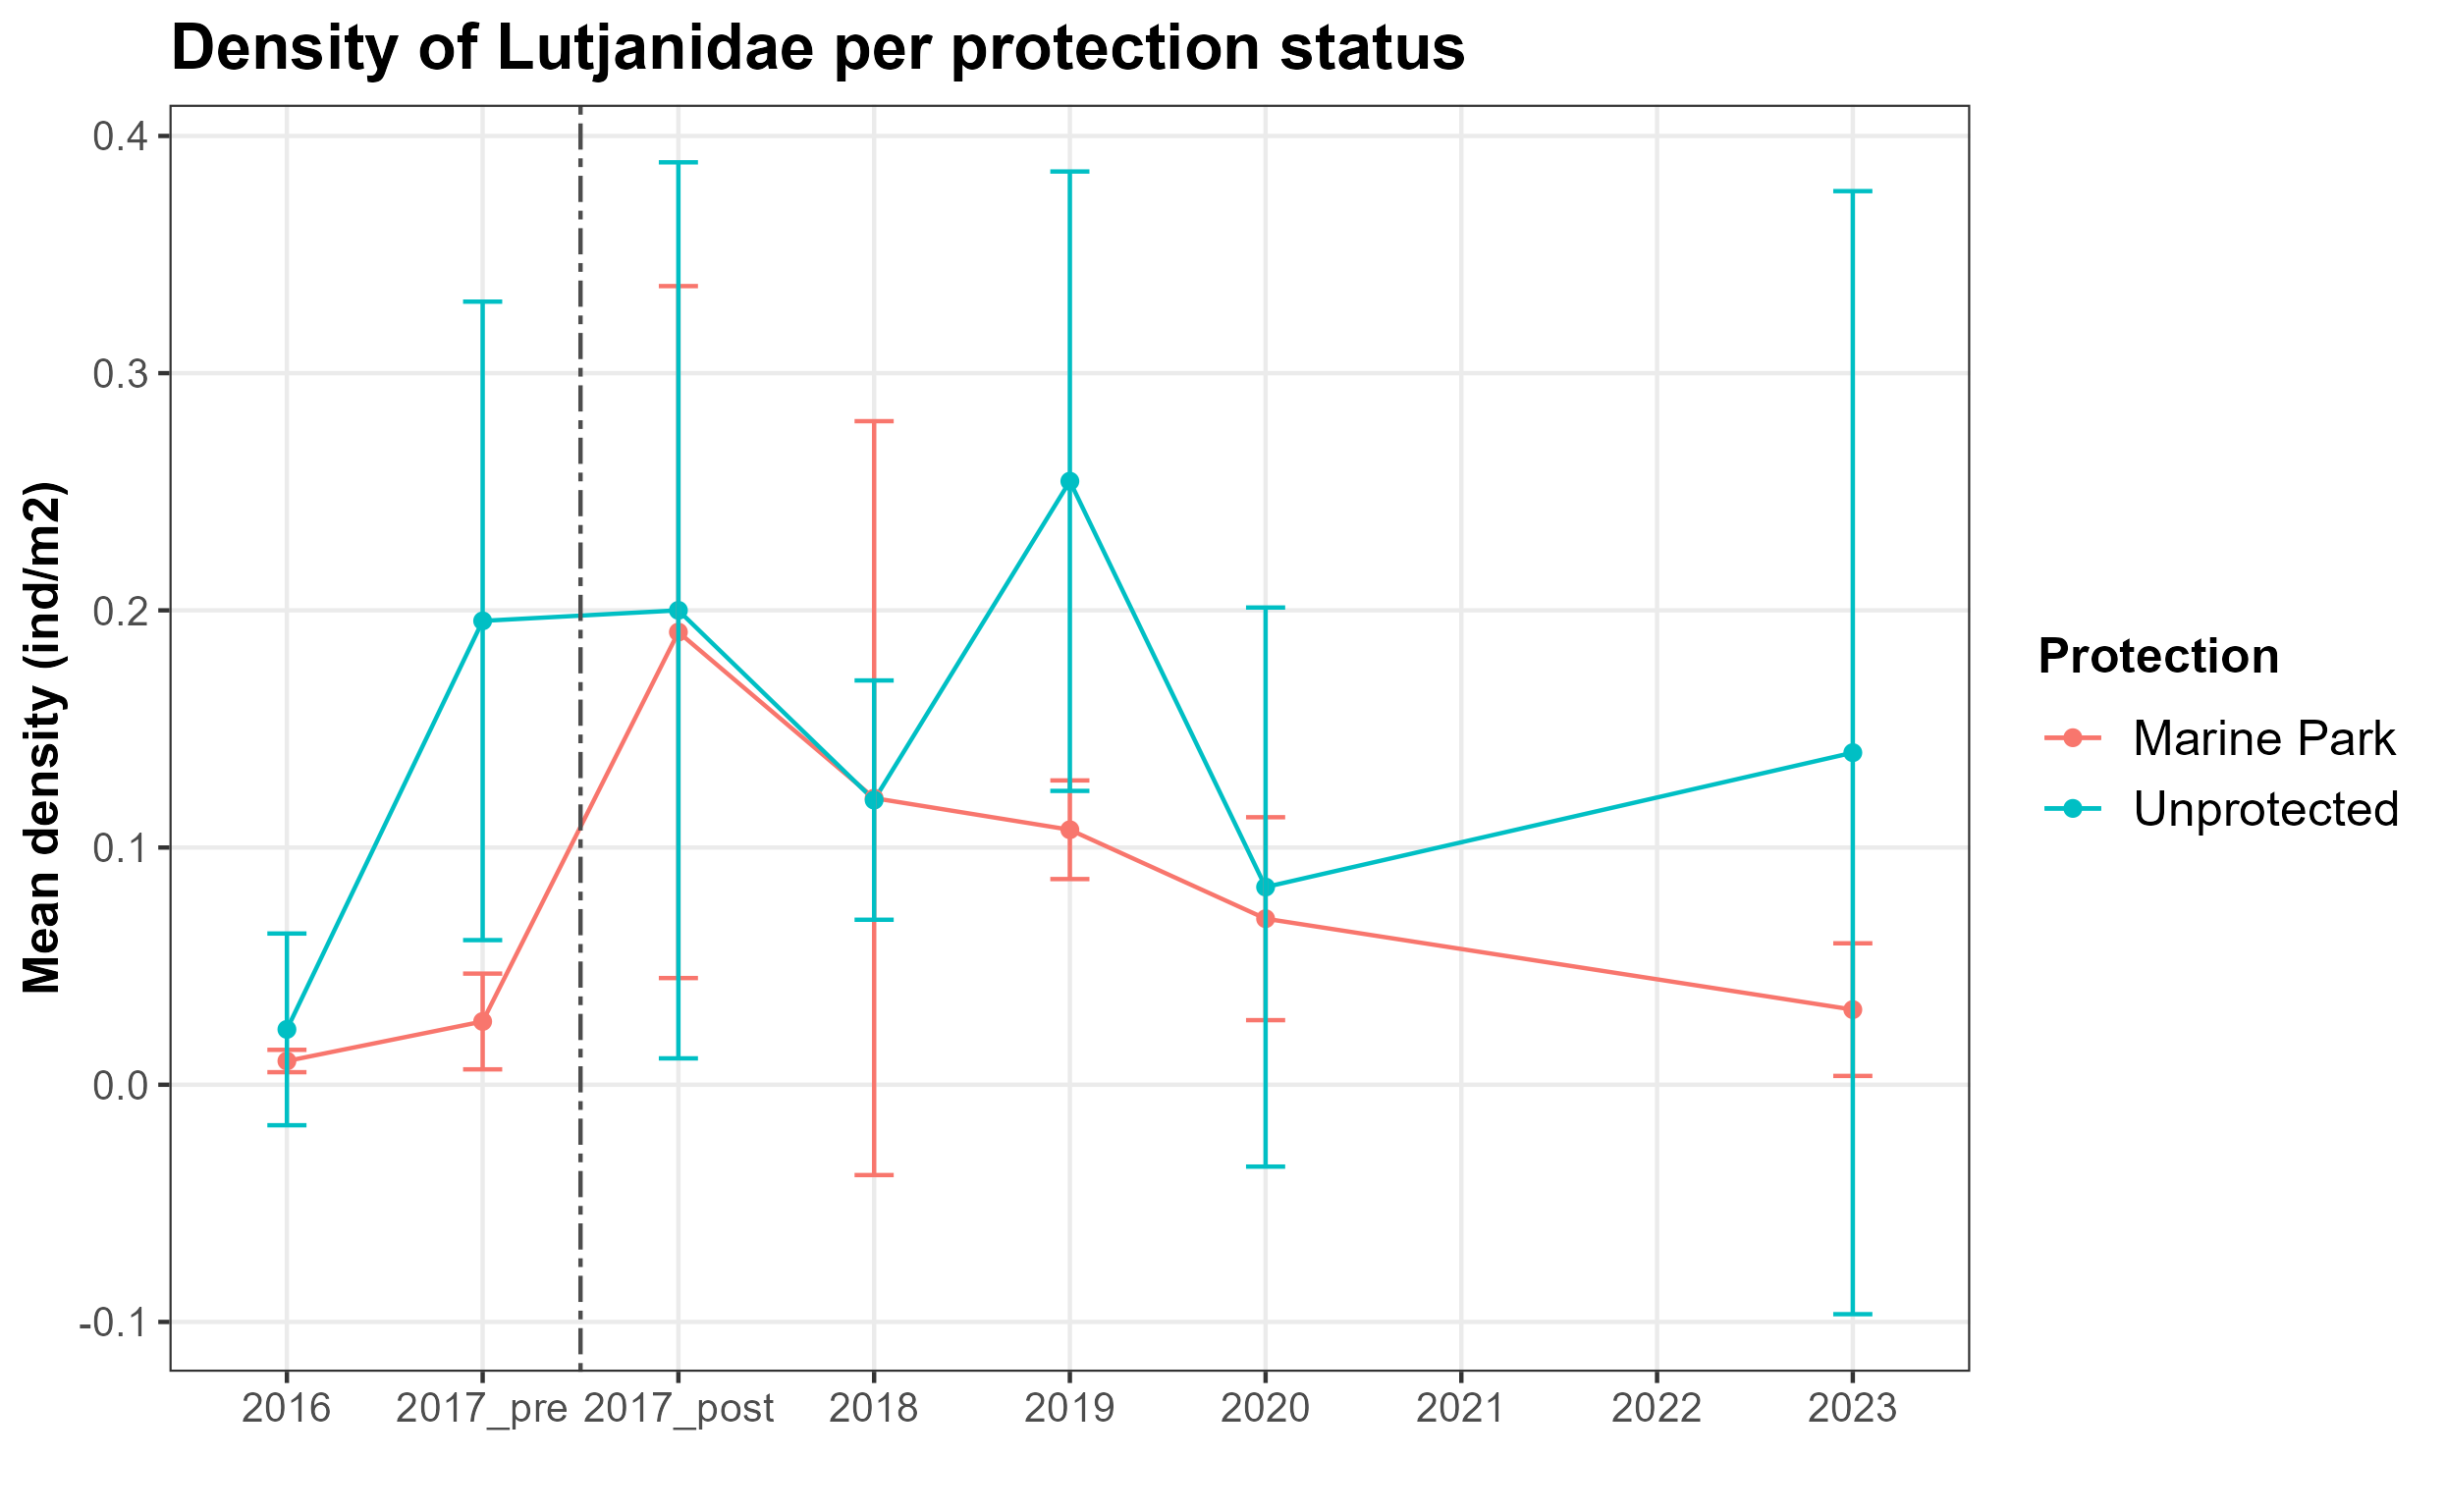 Density of Lutjanidae per protection status
Mean density (ind/m2)
0.4
0.3
0.2
0.1
0.0
-0.1
2016 2017_pre 2017_post 2018 2019 2020 2021 2022 2023
Protection
Marine Park
Unprotected